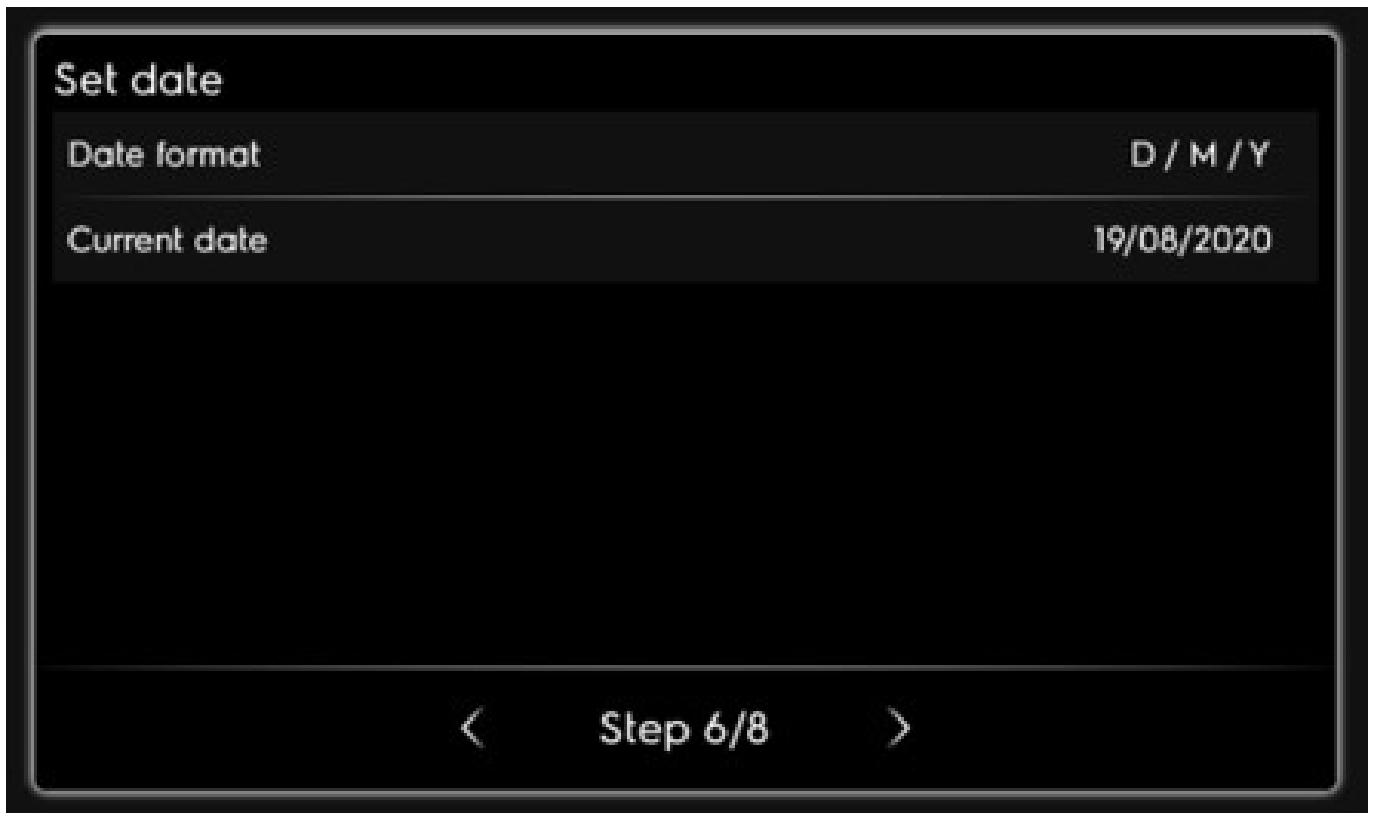 Set date
Date format D / M / Y
Current date 19/08/2020
< Step 6/8 >